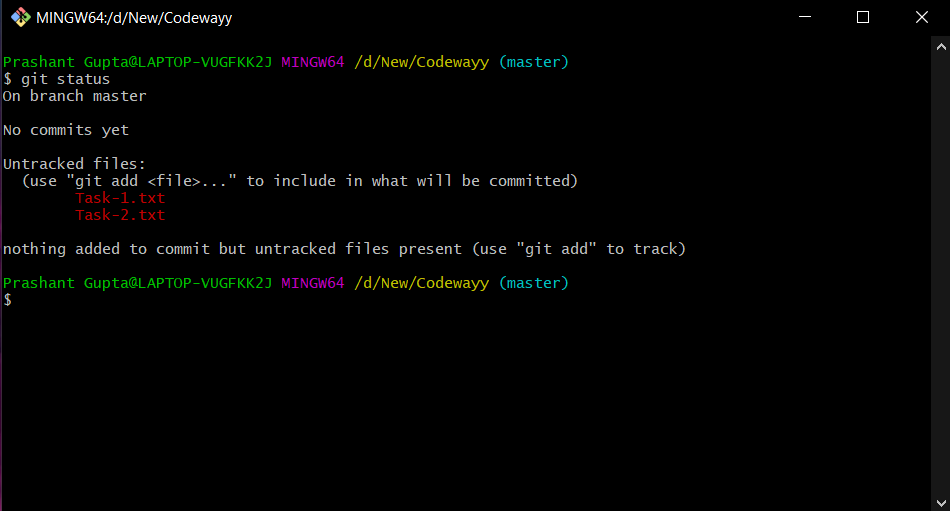 MINGW64:/d/New/Codewayy
Prashant Gupta@LAPTOP-VUGFKK2J MINGW64 /d/New/Codewayy (master)
$ git status
On branch master
No commits yet
Untracked files:
(use "git add <file>..." to include in what will be committed)
Task-1.txt
Task-2.txt
nothing added to commit but untracked files present (use "git add" to track)
Prashant Gupta@LAPTOP-VUGFKK2J MINGW64 /d/New/Codewayy (master)
$